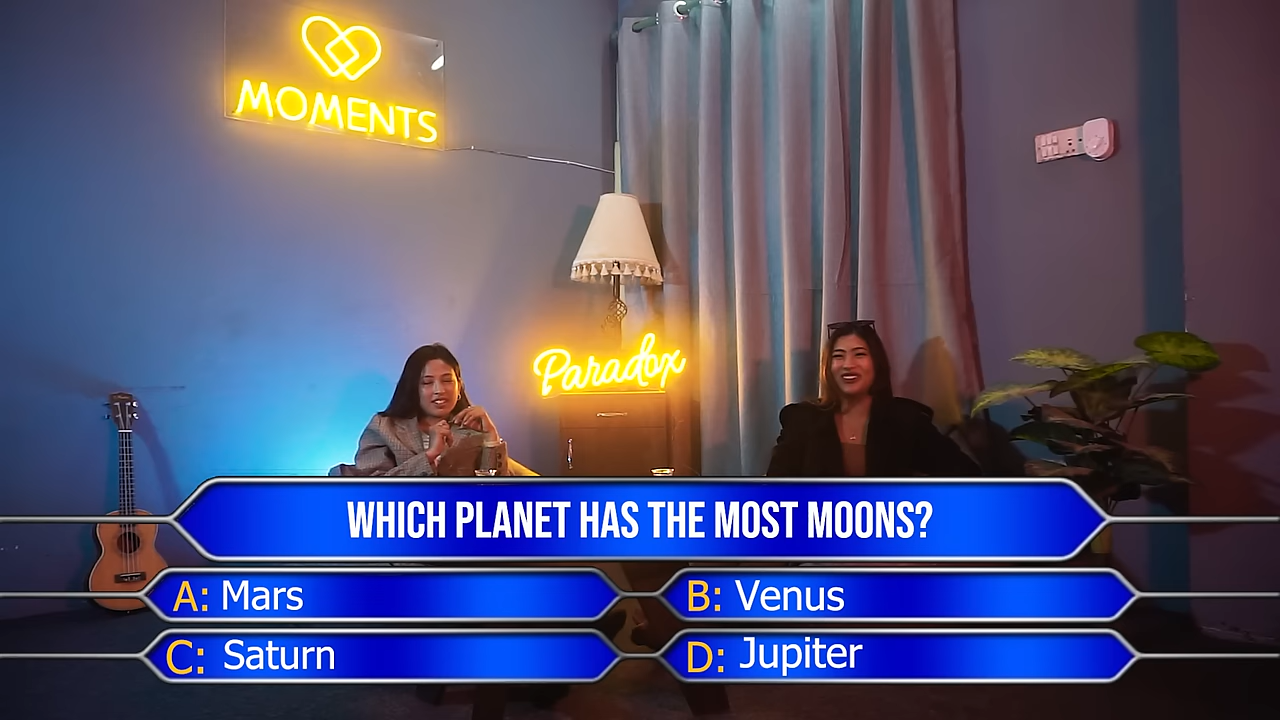 MOMENTS
Paradox
WHICH PLANET HAS THE MOST MOONS?
A: Mars
B: Venus
C: Saturn
D: Jupiter